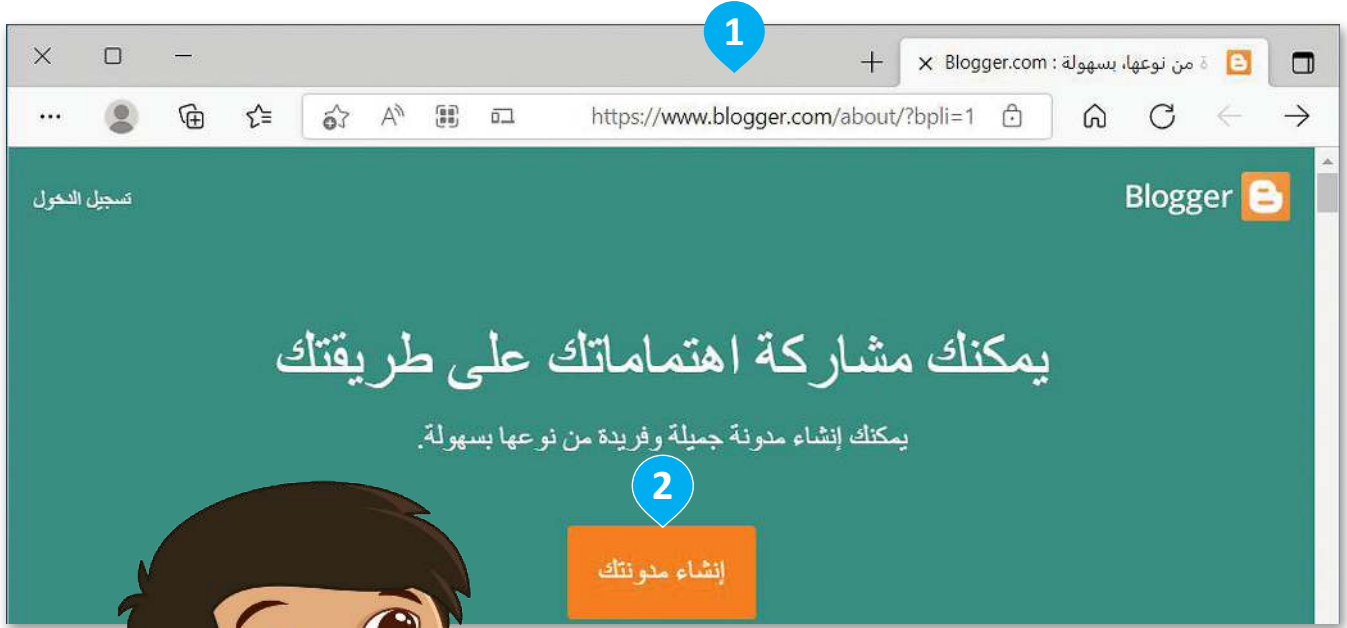 1
ة من نوعها، بسهولة : Blogger.com
https://www.blogger.com/about/?bpli=1
Blogger
تسجيل الدخول
يمكنك مشاركة اهتماماتك على طريقتك
يمكنك إنشاء مدونة جميلة وفريدة من نوعها بسهولة.
2
إنشاء مدونتك